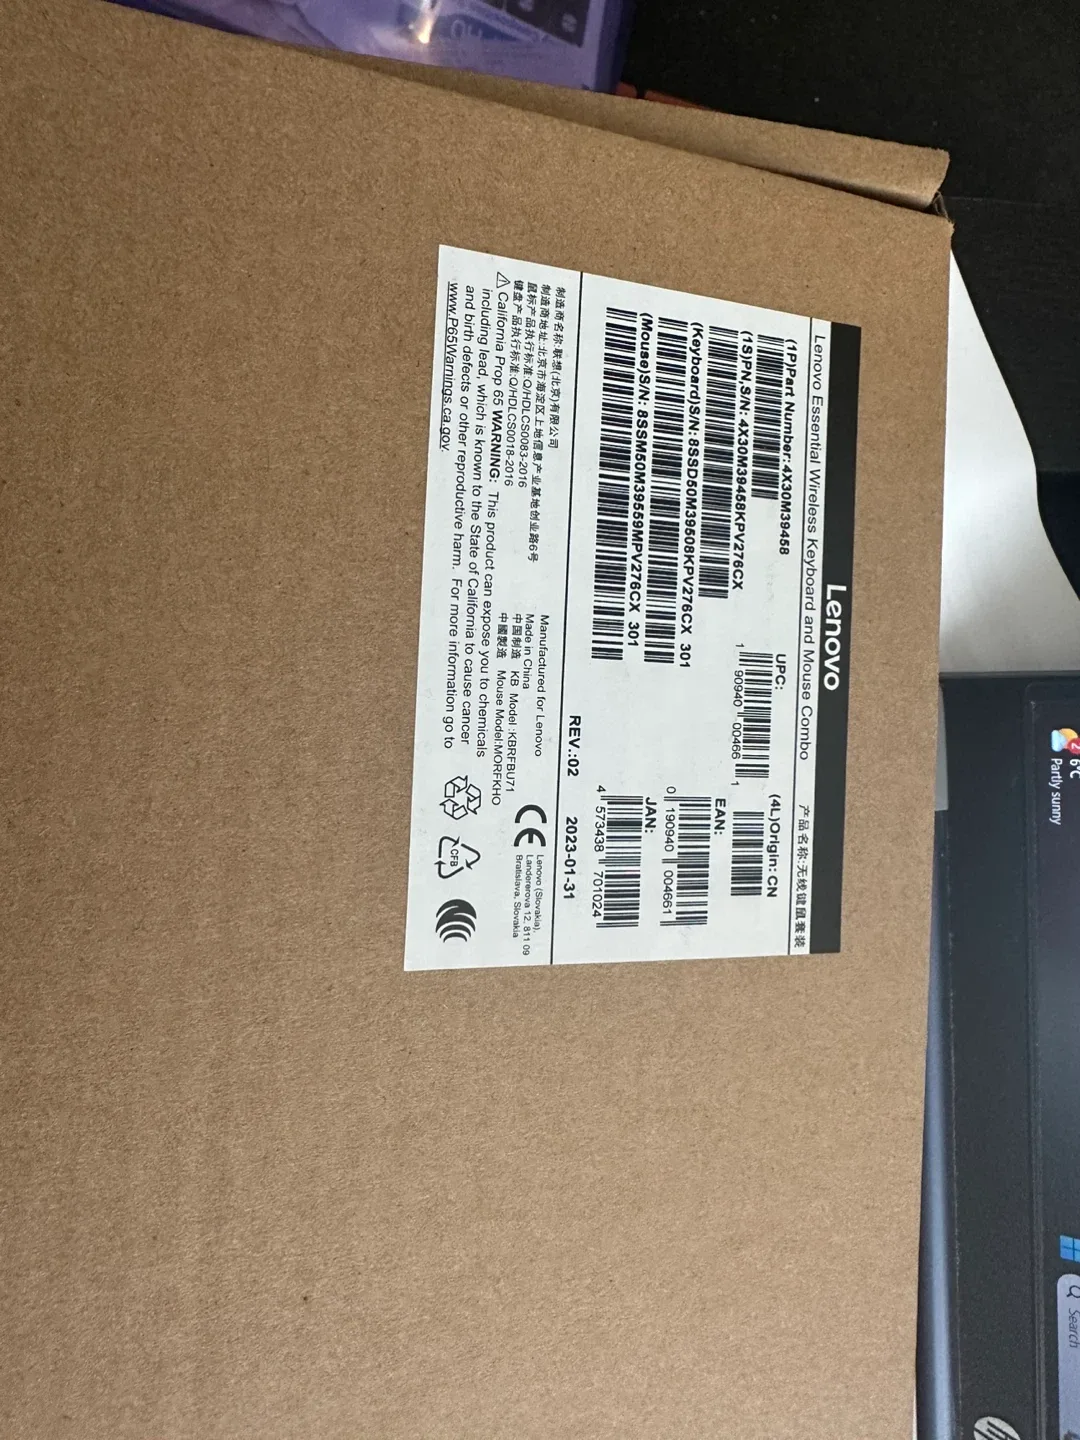 Lenovo
Lenovo Essential Wireless Keyboard and Mouse Combo 产品名称:无线键鼠套装
(1P)Part Number: 4X30M39458
UPC:
1 90940 00466 1
(4L)Origin: CN
(1S)PN,S/N: 4X30M39458KPV276CX
EAN:
0 190940 004661
(Keyboard)S/N: 8SSD50M39508KPV276CX 301
JAN:
4 573438 701024
(Mouse)S/N: 8SSM50M39559MPV276CX 301
REV.:02 2023-01-31
制造商名称:联想(北京)有限公司
制造商地址:北京市海淀区上地信息产业基地创业路6号
鼠标产品执行标准:Q/HDLCS0083-2016
键盘产品执行标准:Q/HDLCS0018-2016
Manufactured for Lenovo
Made in China
中国制造 KB Model :KBRFBU71
中國製造 Mouse Model:MORFKHO
CE
Lenovo (Slovakia),
Landererova 12, 811 09
Bratislava, Slovakia
California Prop 65 WARNING: This product can expose you to chemicals
including lead, which is known to the State of California to cause cancer
and birth defects or other reproductive harm. For more information go to
www.P65Warnings.ca.gov.
CFB
2
6°C
Partly sunny
Search
hp